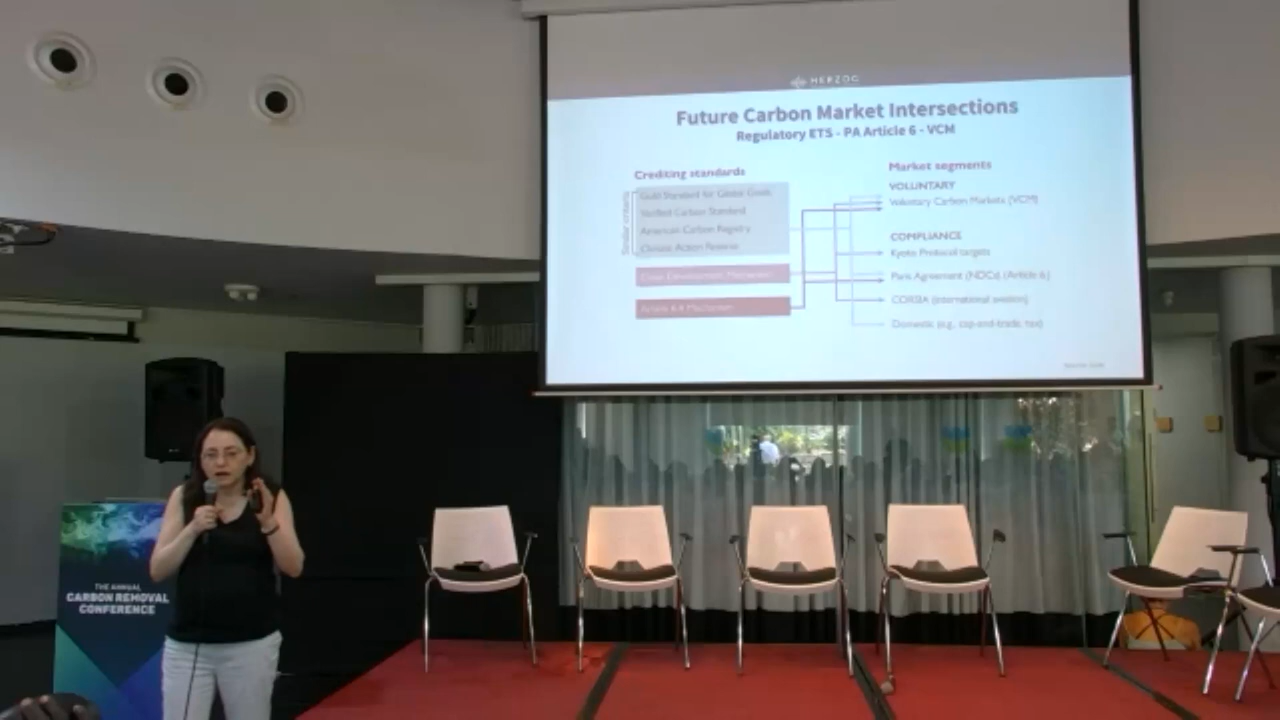 HERZOG
Future Carbon Market Intersections
Regulatory ETS - PA Article 6 - VCM
Crediting standards
Similar criteria
Gold Standard for Global Goals
Verified Carbon Standard
American Carbon Registry
Climate Action Reserve
Clean Development Mechanism
Article 6.4 Mechanism
Market segments
VOLUNTARY
Voluntary Carbon Markets (VCM)
COMPLIANCE
Kyoto Protocol targets
Paris Agreement (NDCs) (Article 6)
CORSIA (international aviation)
Domestic (e.g., cap-and-trade, tax)
THE ANNUAL
CARBON REMOVAL
CONFERENCE